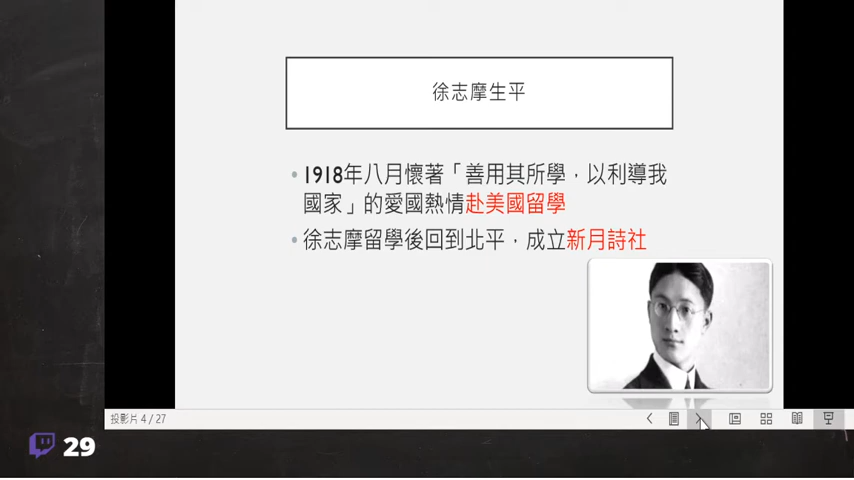 徐志摩生平
• 1918年八月懷著「善用其所學，以利導我
國家」的愛國熱情赴美國留學
• 徐志摩留學後回到北平，成立新月詩社
投影片 4 / 27
29